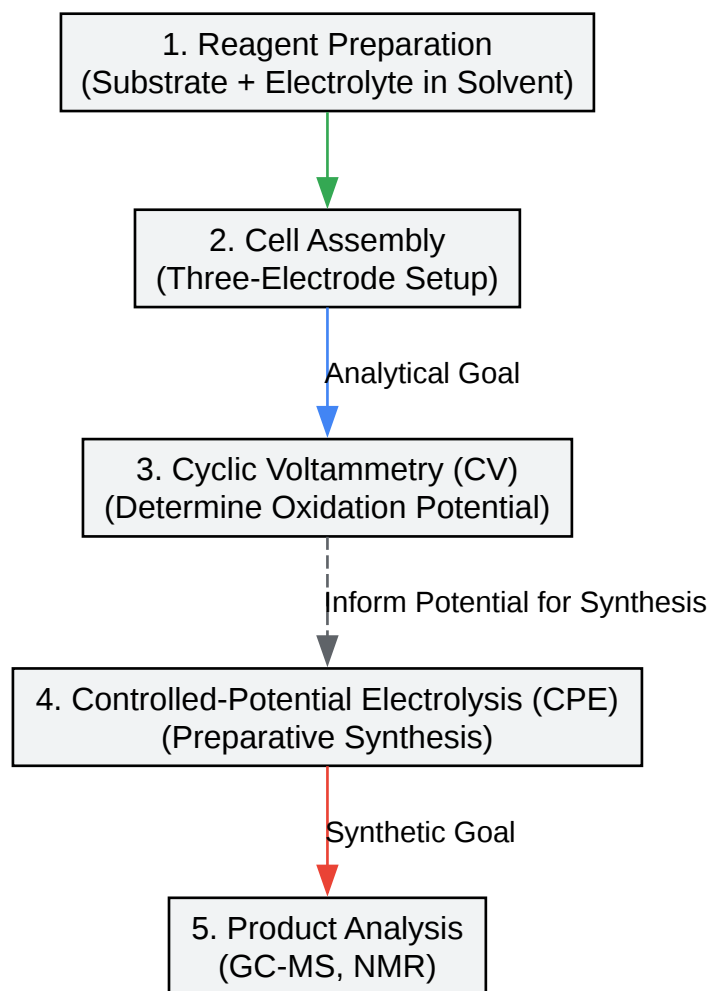 1. Reagent Preparation
(Substrate + Electrolyte in Solvent)
2. Cell Assembly
(Three-Electrode Setup)
Analytical Goal
3. Cyclic Voltammetry (CV)
(Determine Oxidation Potential)
Inform Potential for Synthesis
4. Controlled-Potential Electrolysis (CPE)
(Preparative Synthesis)
Synthetic Goal
5. Product Analysis
(GC-MS, NMR)